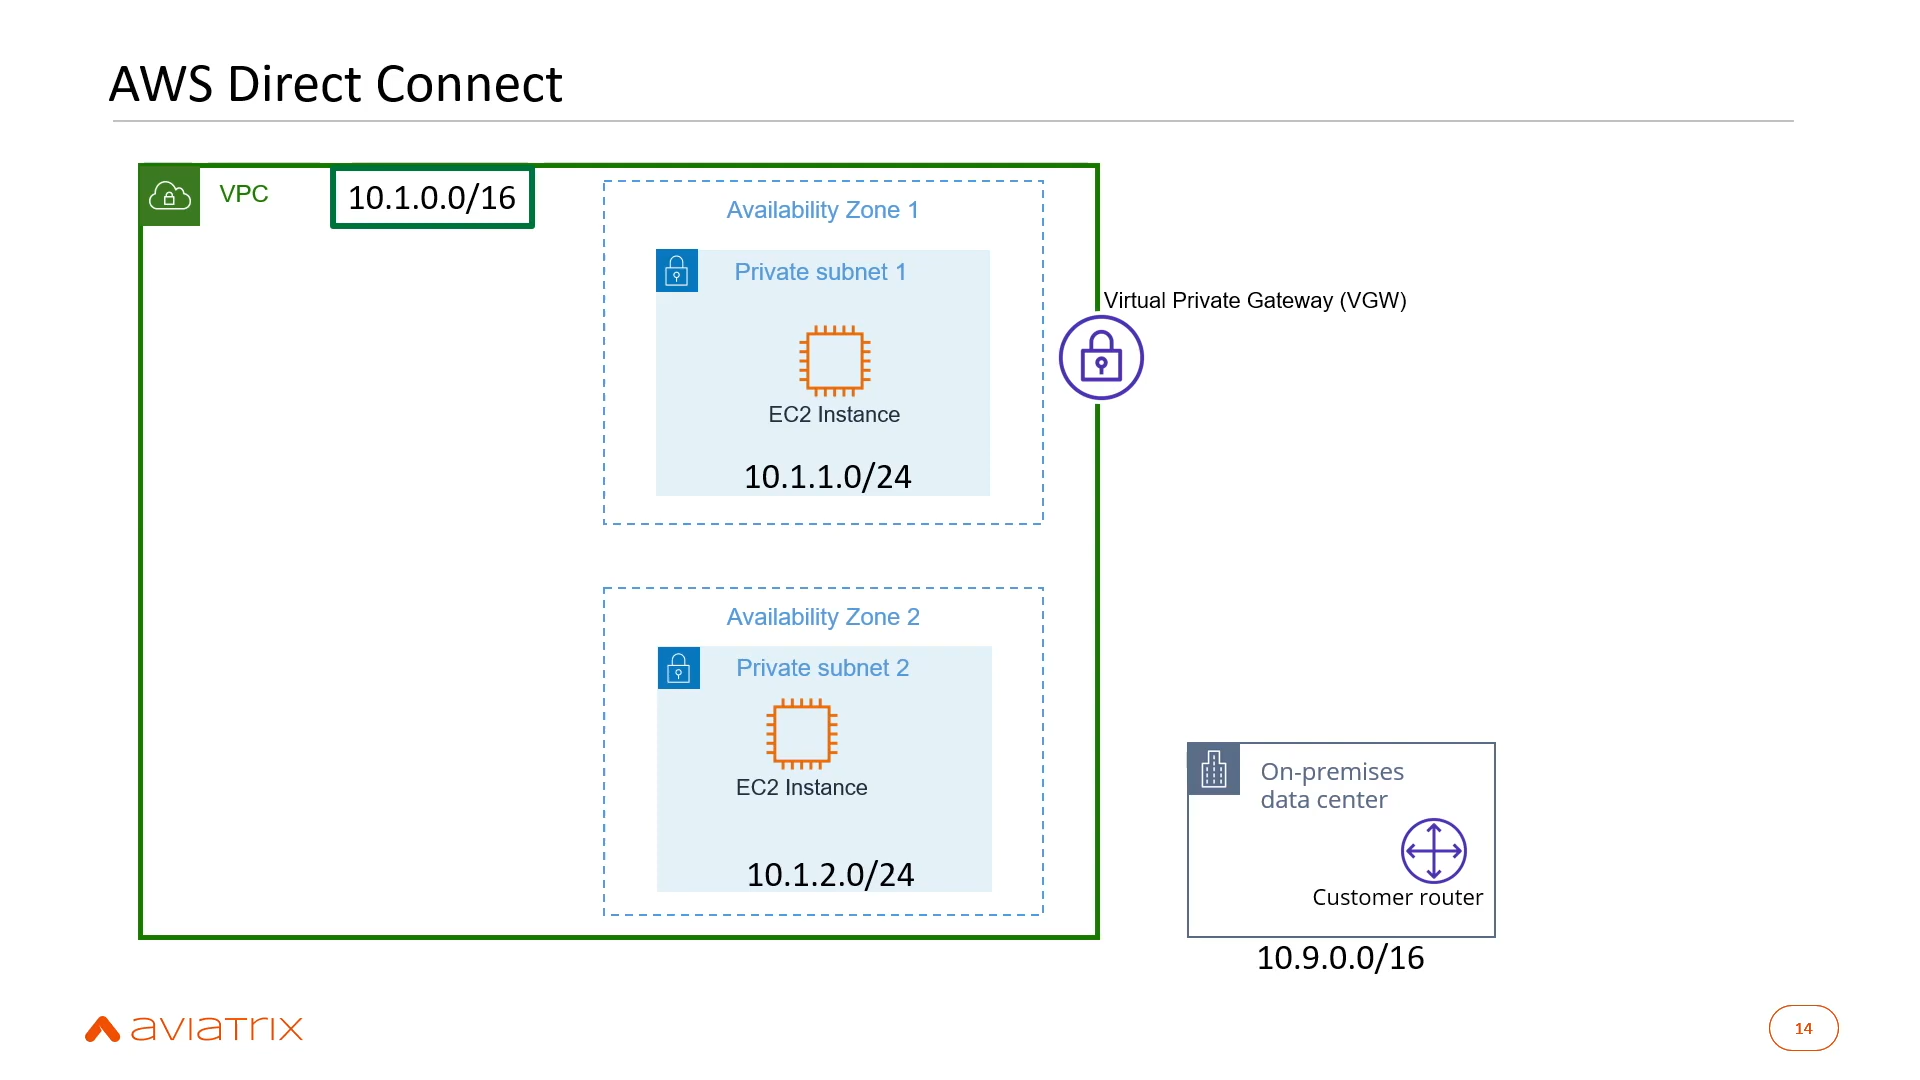 AWS Direct Connect
VPC
10.1.0.0/16
Availability Zone 1
Private subnet 1
EC2 Instance
10.1.1.0/24
Virtual Private Gateway (VGW)
Availability Zone 2
Private subnet 2
EC2 Instance
10.1.2.0/24
On-premises
data center
Customer router
10.9.0.0/16
aviatrix
14